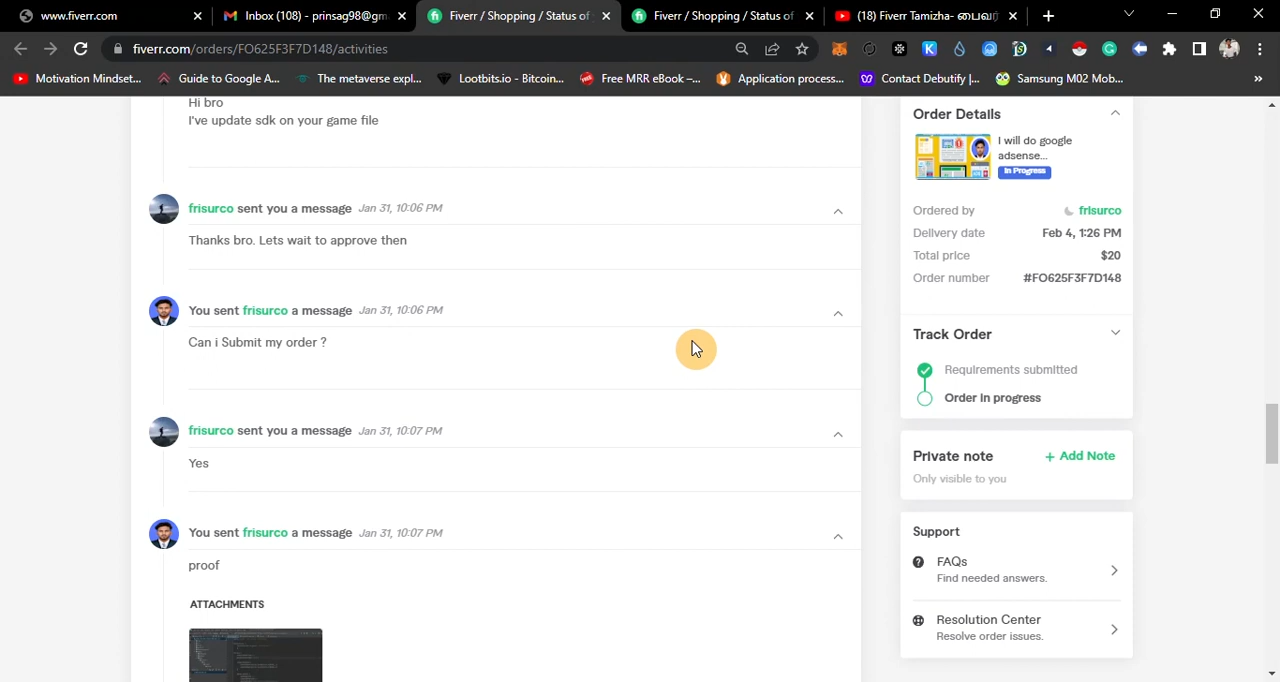 www.fiverr.com
Inbox (108) - prinsag98@gm
Fiverr / Shopping / Status of
Fiverr / Shopping / Status of
(18) Fiverr Tamizha- பைவர்
fiverr.com/orders/FO625F3F7D148/activities
Motivation Mindset...
Guide to Google A...
The metaverse expl...
Lootbits.io - Bitcoin...
Free MRR eBook –...
Application proces...
Contact Debutify |...
Samsung M02 Mob...
Hi bro
I've update sdk on your game file
frisurco sent you a message Jan 31, 10:06 PM
Thanks bro. Lets wait to approve then
You sent frisurco a message Jan 31, 10:06 PM
Can i Submit my order ?
frisurco sent you a message Jan 31, 10:07 PM
Yes
You sent frisurco a message Jan 31, 10:07 PM
proof
ATTACHMENTS
Order Details
I will do google
adsense...
In Progress
Ordered by frisurco
Delivery date Feb 4, 1:26 PM
Total price $20
Order number #FO625F3F7D148
Track Order
Requirements submitted
Order in progress
Private note + Add Note
Only visible to you
Support
FAQs
Find needed answers.
Resolution Center
Resolve order issues.